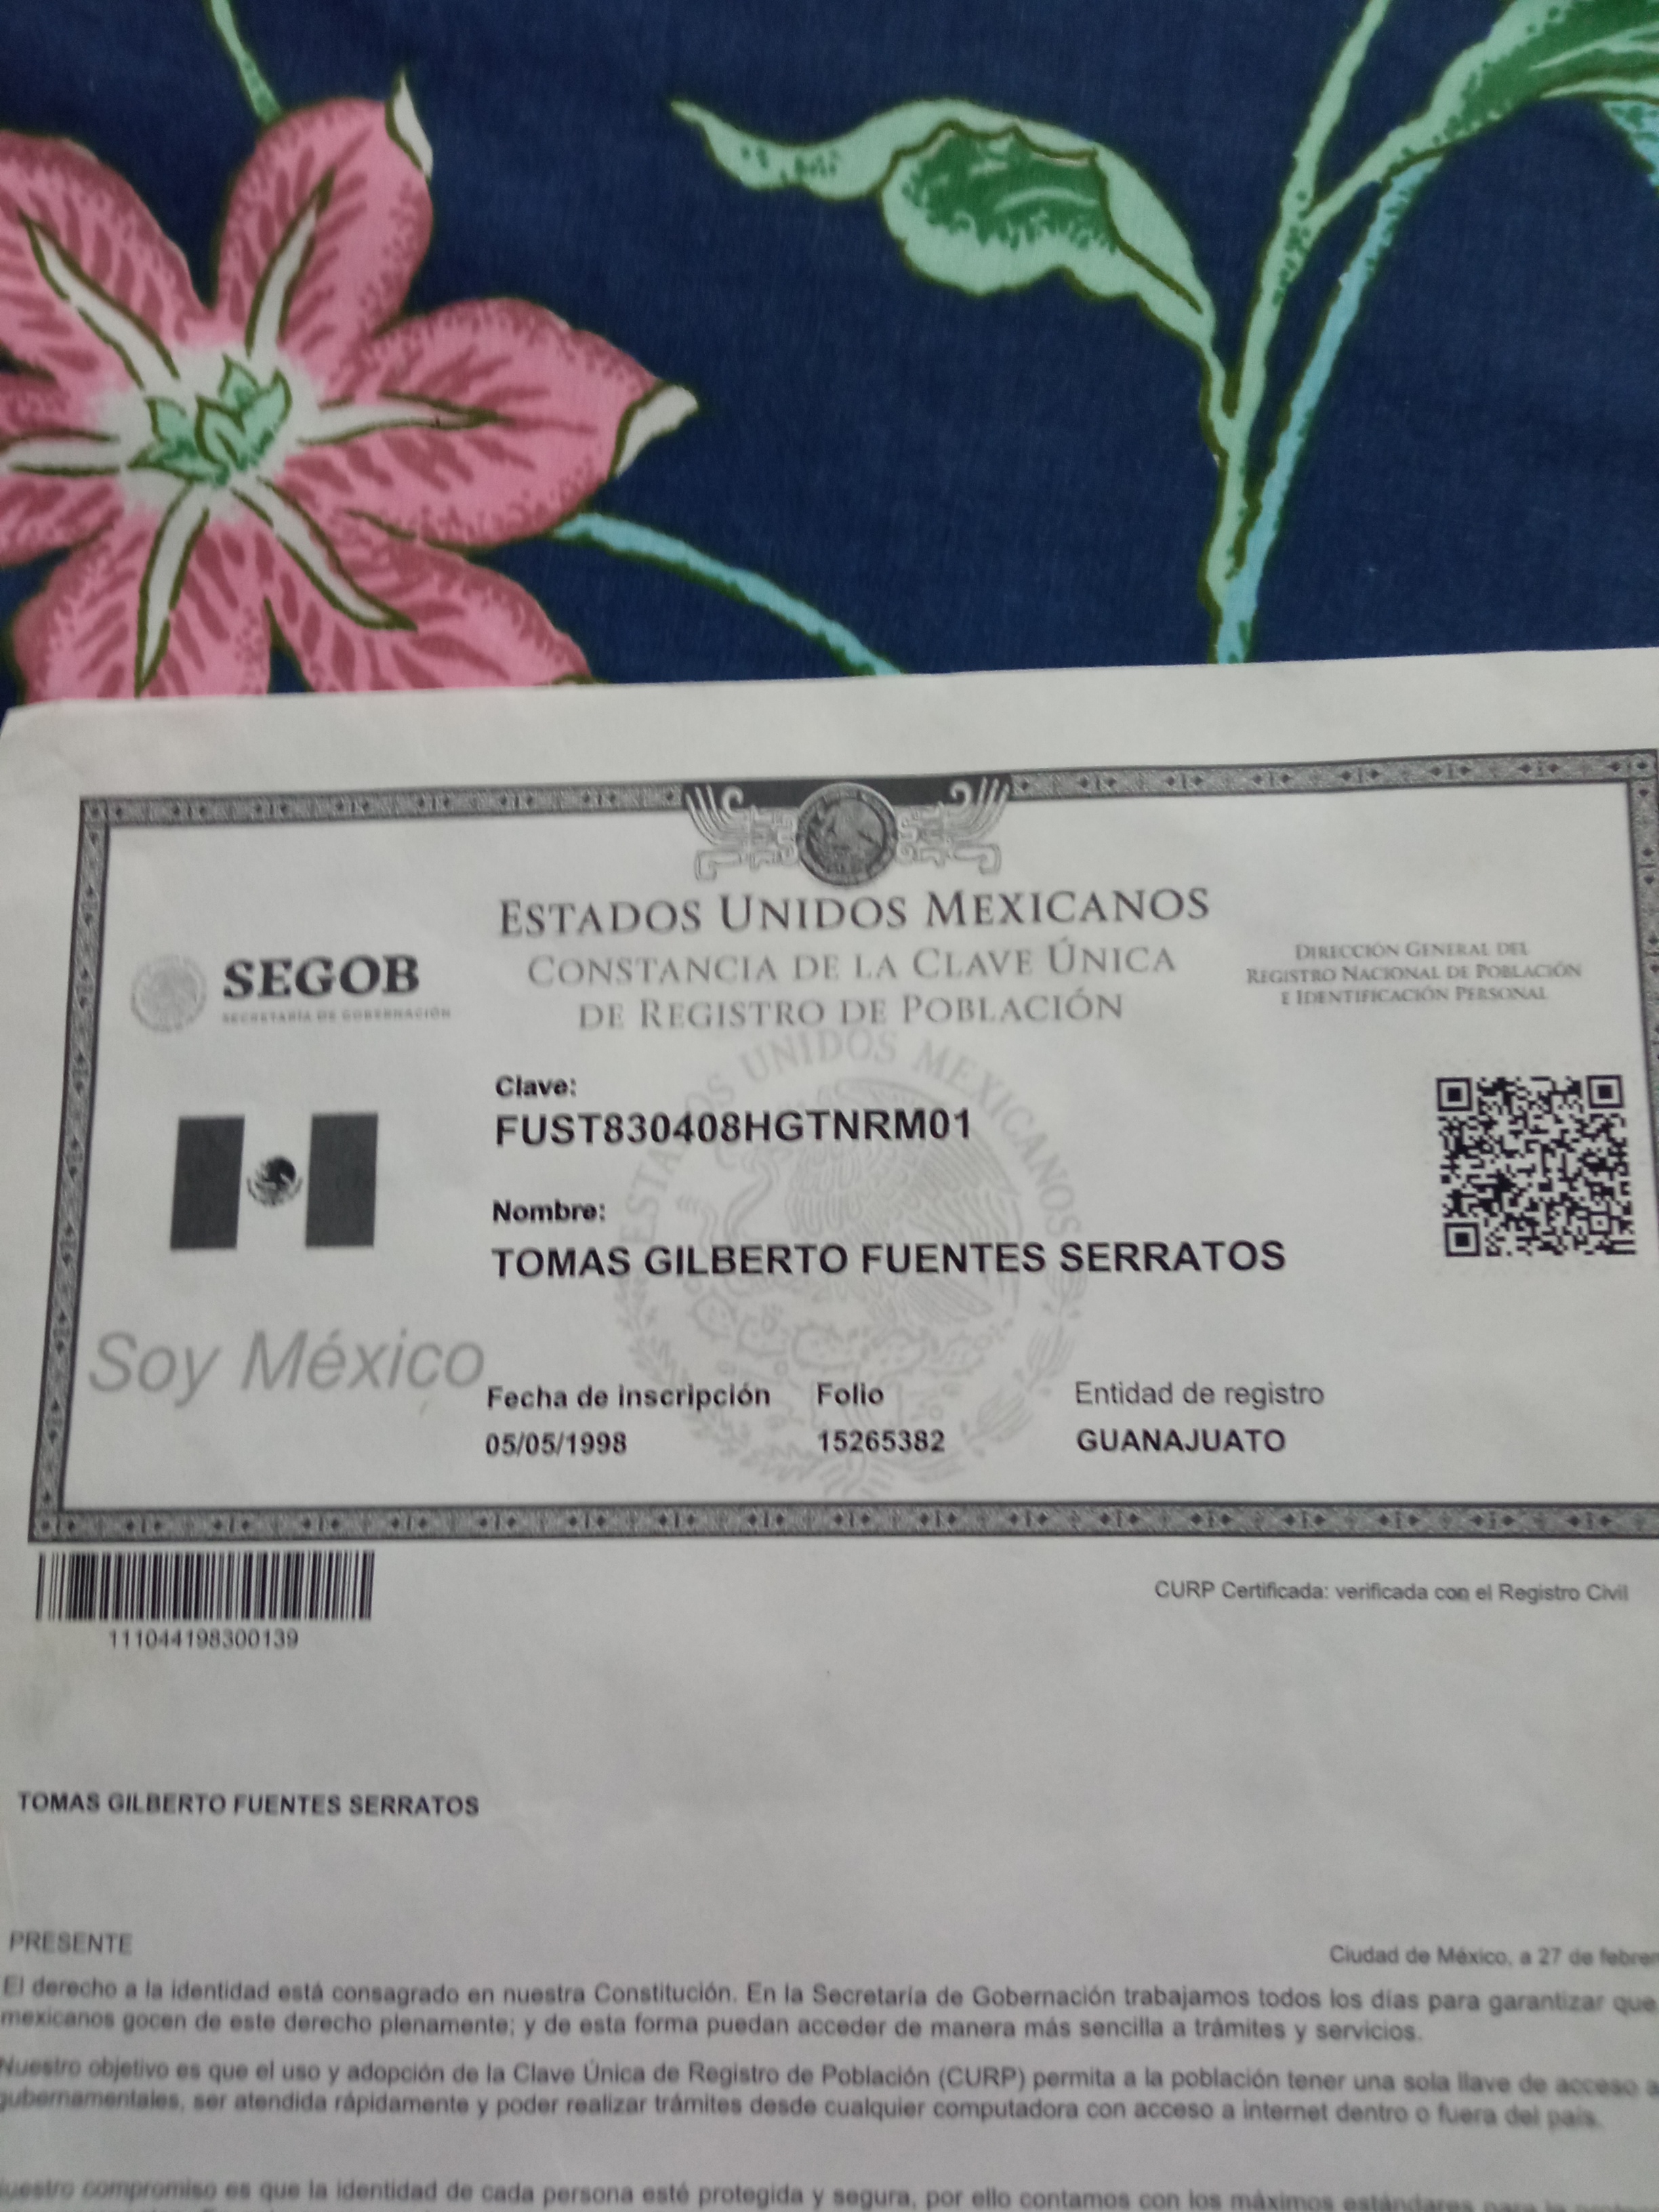 ESTADOS UNIDOS MEXICANOS
CONSTANCIA DE LA CLAVE ÚNICA
DE REGISTRO DE POBLACIÓN
SEGOB
SECRETARÍA DE GOBERNACIÓN
DIRECCIÓN GENERAL DEL
REGISTRO NACIONAL DE POBLACIÓN
E IDENTIFICACIÓN PERSONAL
ESTADOS UNIDOS MEXICANOS
Clave:
FUST830408HGTNRM01
Nombre:
TOMAS GILBERTO FUENTES SERRATOS
Soy México
Fecha de inscripción Folio Entidad de registro
05/05/1998 15265382 GUANAJUATO
111044198300139
CURP Certificada: verificada con el Registro Civil
TOMAS GILBERTO FUENTES SERRATOS
PRESENTE
Ciudad de México, a 27 de febrer
El derecho a la identidad está consagrado en nuestra Constitución. En la Secretaría de Gobernación trabajamos todos los días para garantizar que
mexicanos gocen de este derecho plenamente; y de esta forma puedan acceder de manera más sencilla a trámites y servicios.
Nuestro objetivo es que el uso y adopción de la Clave Única de Registro de Población (CURP) permita a la población tener una sola llave de acceso a
gubernamentales, ser atendida rápidamente y poder realizar trámites desde cualquier computadora con acceso a internet dentro o fuera del país.
uestro compromiso es que la identidad de cada persona esté protegida y segura, por ello contamos con los máximos estándares para